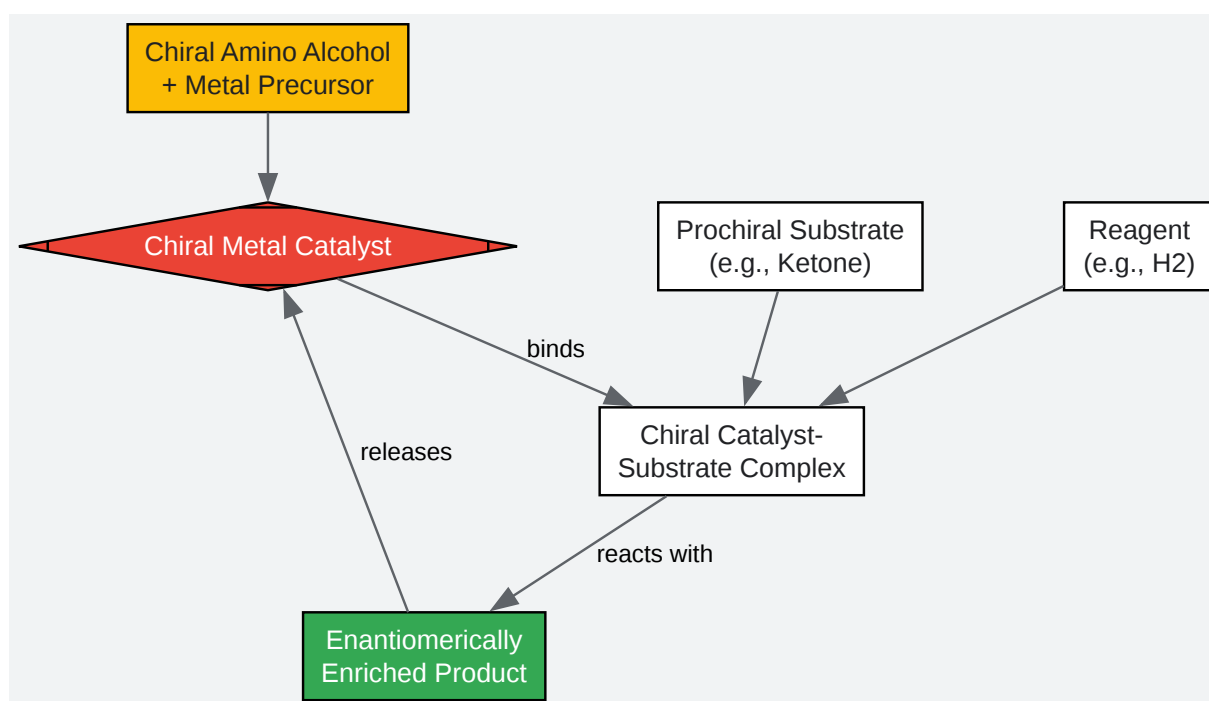 Chiral Amino Alcohol
+ Metal Precursor
Chiral Metal Catalyst
Prochiral Substrate
(e.g., Ketone)
Reagent
(e.g., H2)
binds
Chiral Catalyst-
Substrate Complex
releases
reacts with
Enantiomerically
Enriched Product